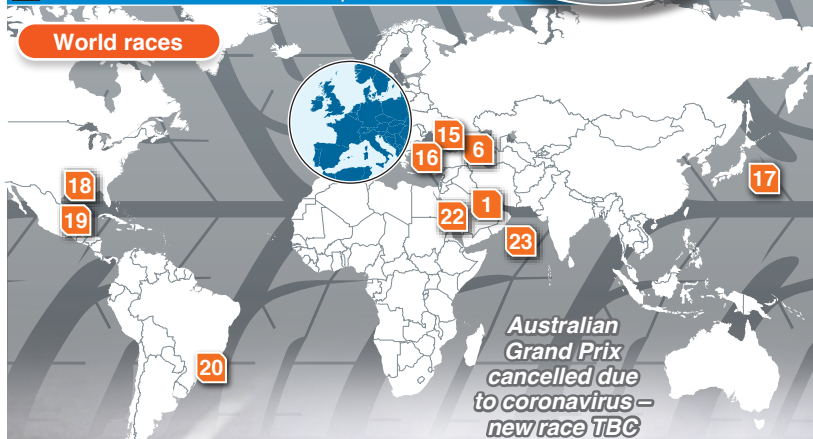 World races
15
6
16
17
18
1
19
22
23
20
Australian
Grand Prix
cancelled due
to coronavirus –
new race TBC